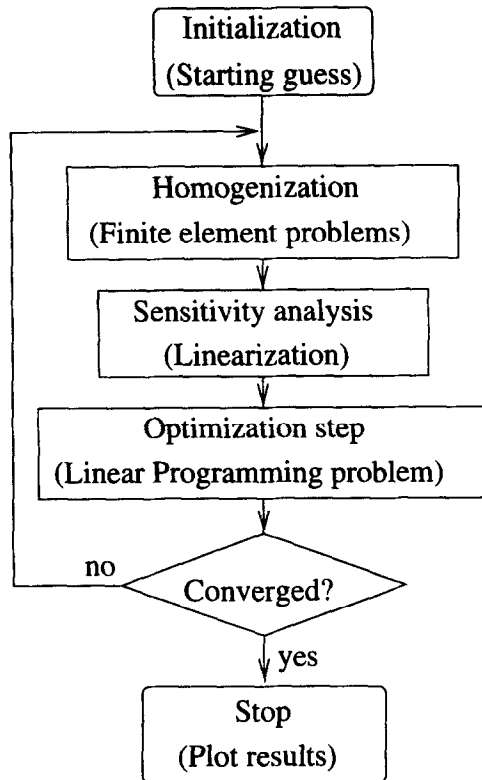 Initialization
(Starting guess)
Homogenization
(Finite element problems)
Sensitivity analysis
(Linearization)
Optimization step
(Linear Programming problem)
no
Converged?
yes
Stop
(Plot results)